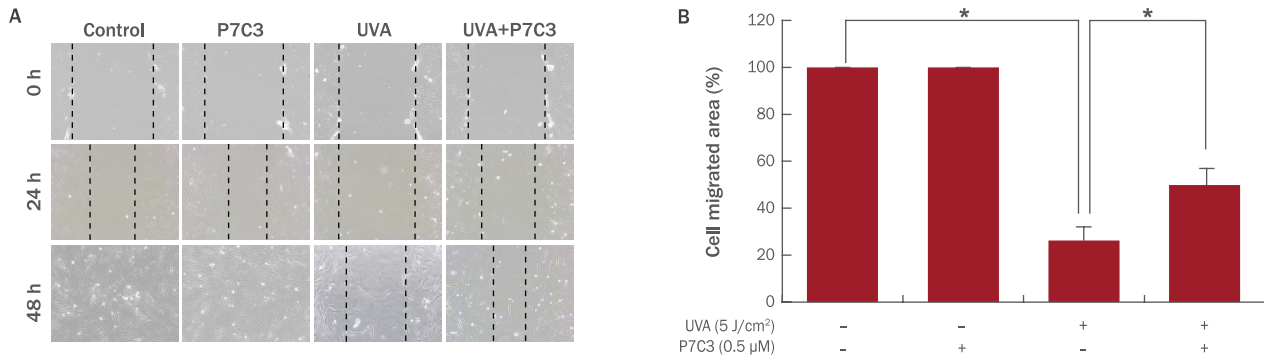 A
Control P7C3 UVA UVA+P7C3
0 h
24 h
48 h
B
Cell migrated area (%)
120
100
80
60
40
20
0
* *
UVA (5 J/cm²) – – + +
P7C3 (0.5 µM) – + – +